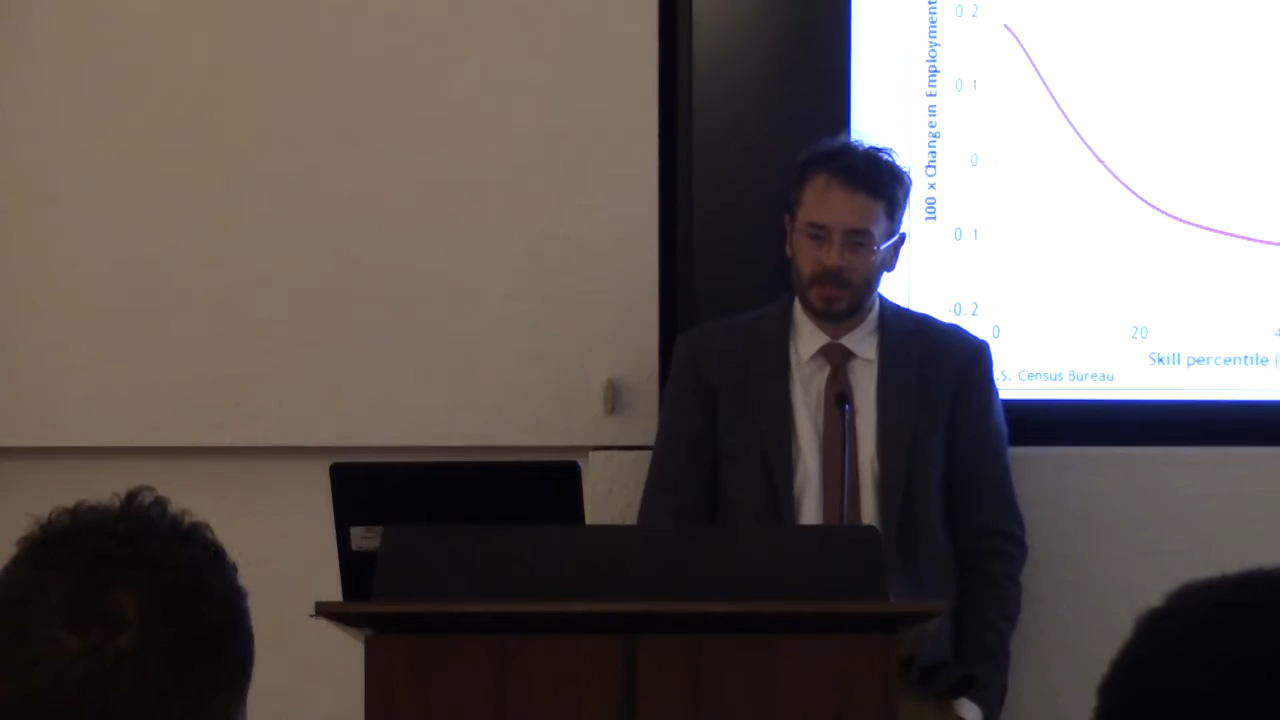 0 2
0 1
0
-0.1
-0.2
100 x Change in Employment
0 20
Skill percentile (
.S. Census Bureau